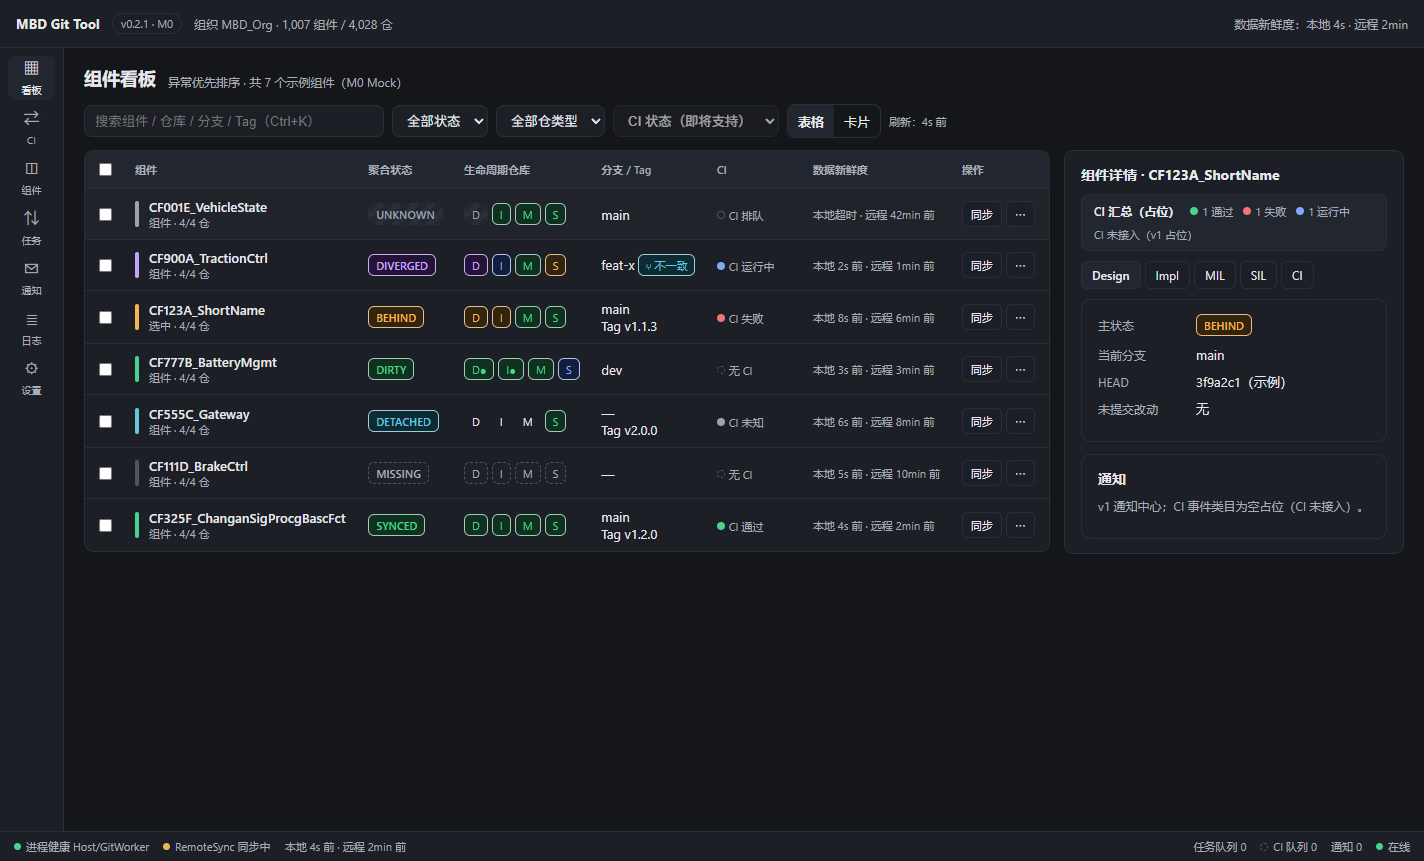 MBD Git Tool v0.2.1 · M0 组织 MBD_Org · 1,007 组件 / 4,028 仓 数据新鲜度：本地 4s · 远程 2min
看板
CI
组件
任务
通知
日志
设置
组件看板 异常优先排序 · 共 7 个示例组件（M0 Mock）
搜索组件 / 仓库 / 分支 / Tag（Ctrl+K） 全部状态 全部仓类型 CI 状态（即将支持） 表格 卡片 刷新：4s 前
组件 聚合状态 生命周期仓库 分支 / Tag CI 数据新鲜度 操作
CF001E_VehicleState
组件 · 4/4 仓
UNKNOWN D I M S main CI 排队 本地超时 · 远程 42min 前 同步 ···
CF900A_TractionCtrl
组件 · 4/4 仓
DIVERGED D I M S feat-x 不一致 CI 运行中 本地 2s 前 · 远程 1min 前 同步 ···
CF123A_ShortName
选中 · 4/4 仓
BEHIND D I M S
main
Tag v1.1.3
CI 失败 本地 8s 前 · 远程 6min 前 同步 ···
CF777B_BatteryMgmt
组件 · 4/4 仓
DIRTY D● I● M S dev 无 CI 本地 3s 前 · 远程 3min 前 同步 ···
CF555C_Gateway
组件 · 4/4 仓
DETACHED D I M S
—
Tag v2.0.0
CI 未知 本地 6s 前 · 远程 8min 前 同步 ···
CF111D_BrakeCtrl
组件 · 4/4 仓
MISSING D I M S — 无 CI 本地 5s 前 · 远程 10min 前 同步 ···
CF325F_ChanganSigProcgBascFct
组件 · 4/4 仓
SYNCED D I M S
main
Tag v1.2.0
CI 通过 本地 4s 前 · 远程 2min 前 同步 ···
组件详情 · CF123A_ShortName
CI 汇总（占位） 1 通过 1 失败 1 运行中
CI 未接入（v1 占位）
Design Impl MIL SIL CI
主状态 BEHIND
当前分支 main
HEAD 3f9a2c1（示例）
未提交改动 无
通知
v1 通知中心；CI 事件类目为空占位（CI 未接入）。
进程健康 Host/GitWorker RemoteSync 同步中 本地 4s 前 · 远程 2min 前 任务队列 0 CI 队列 0 通知 0 在线